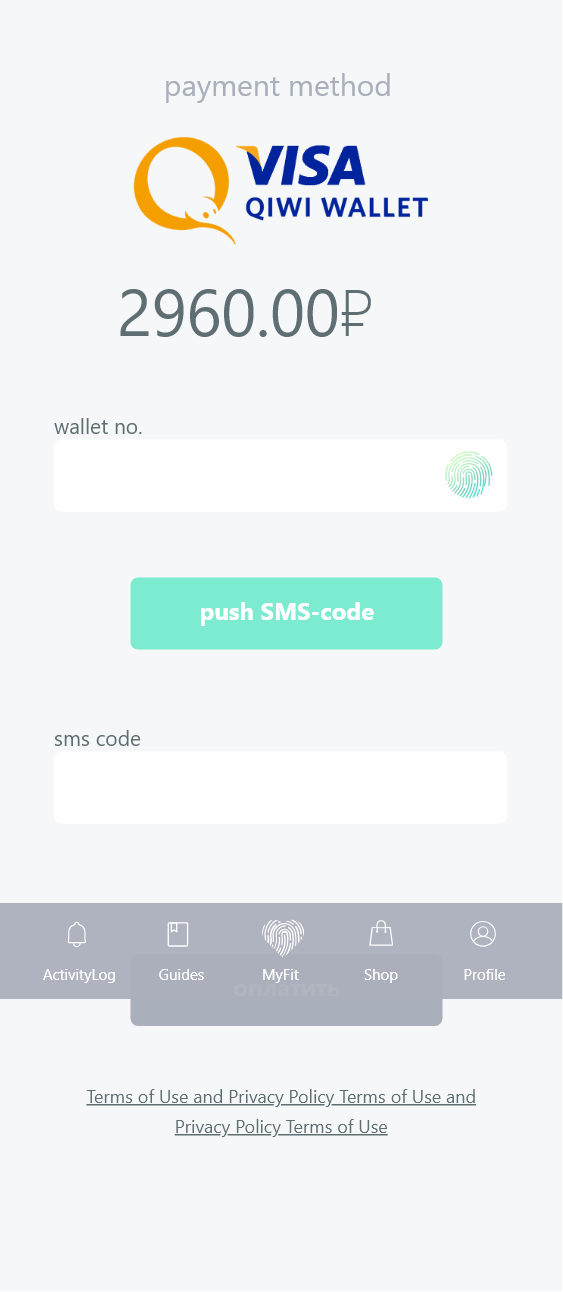 payment method
VISA
QIWI WALLET
2960.00₽
wallet no.
push SMS-code
sms code
ActivityLog Guides MyFit Shop Profile
оплатить
Terms of Use and Privacy Policy Terms of Use and
Privacy Policy Terms of Use